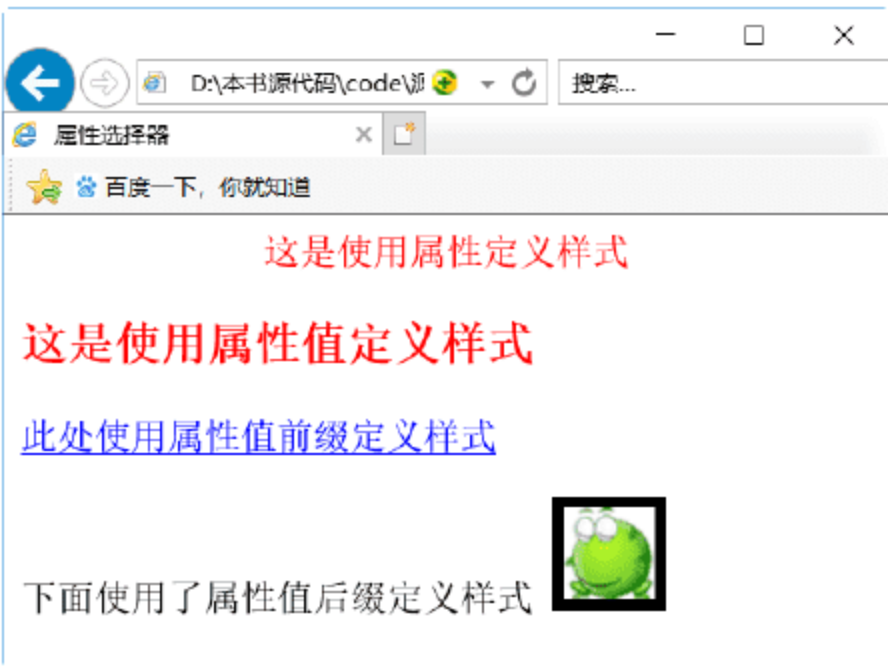 D:\本书源代码\code\
搜索...
属性选择器
百度一下，你就知道
这是使用属性定义样式
这是使用属性值定义样式
此处使用属性值前缀定义样式
下面使用了属性值后缀定义样式